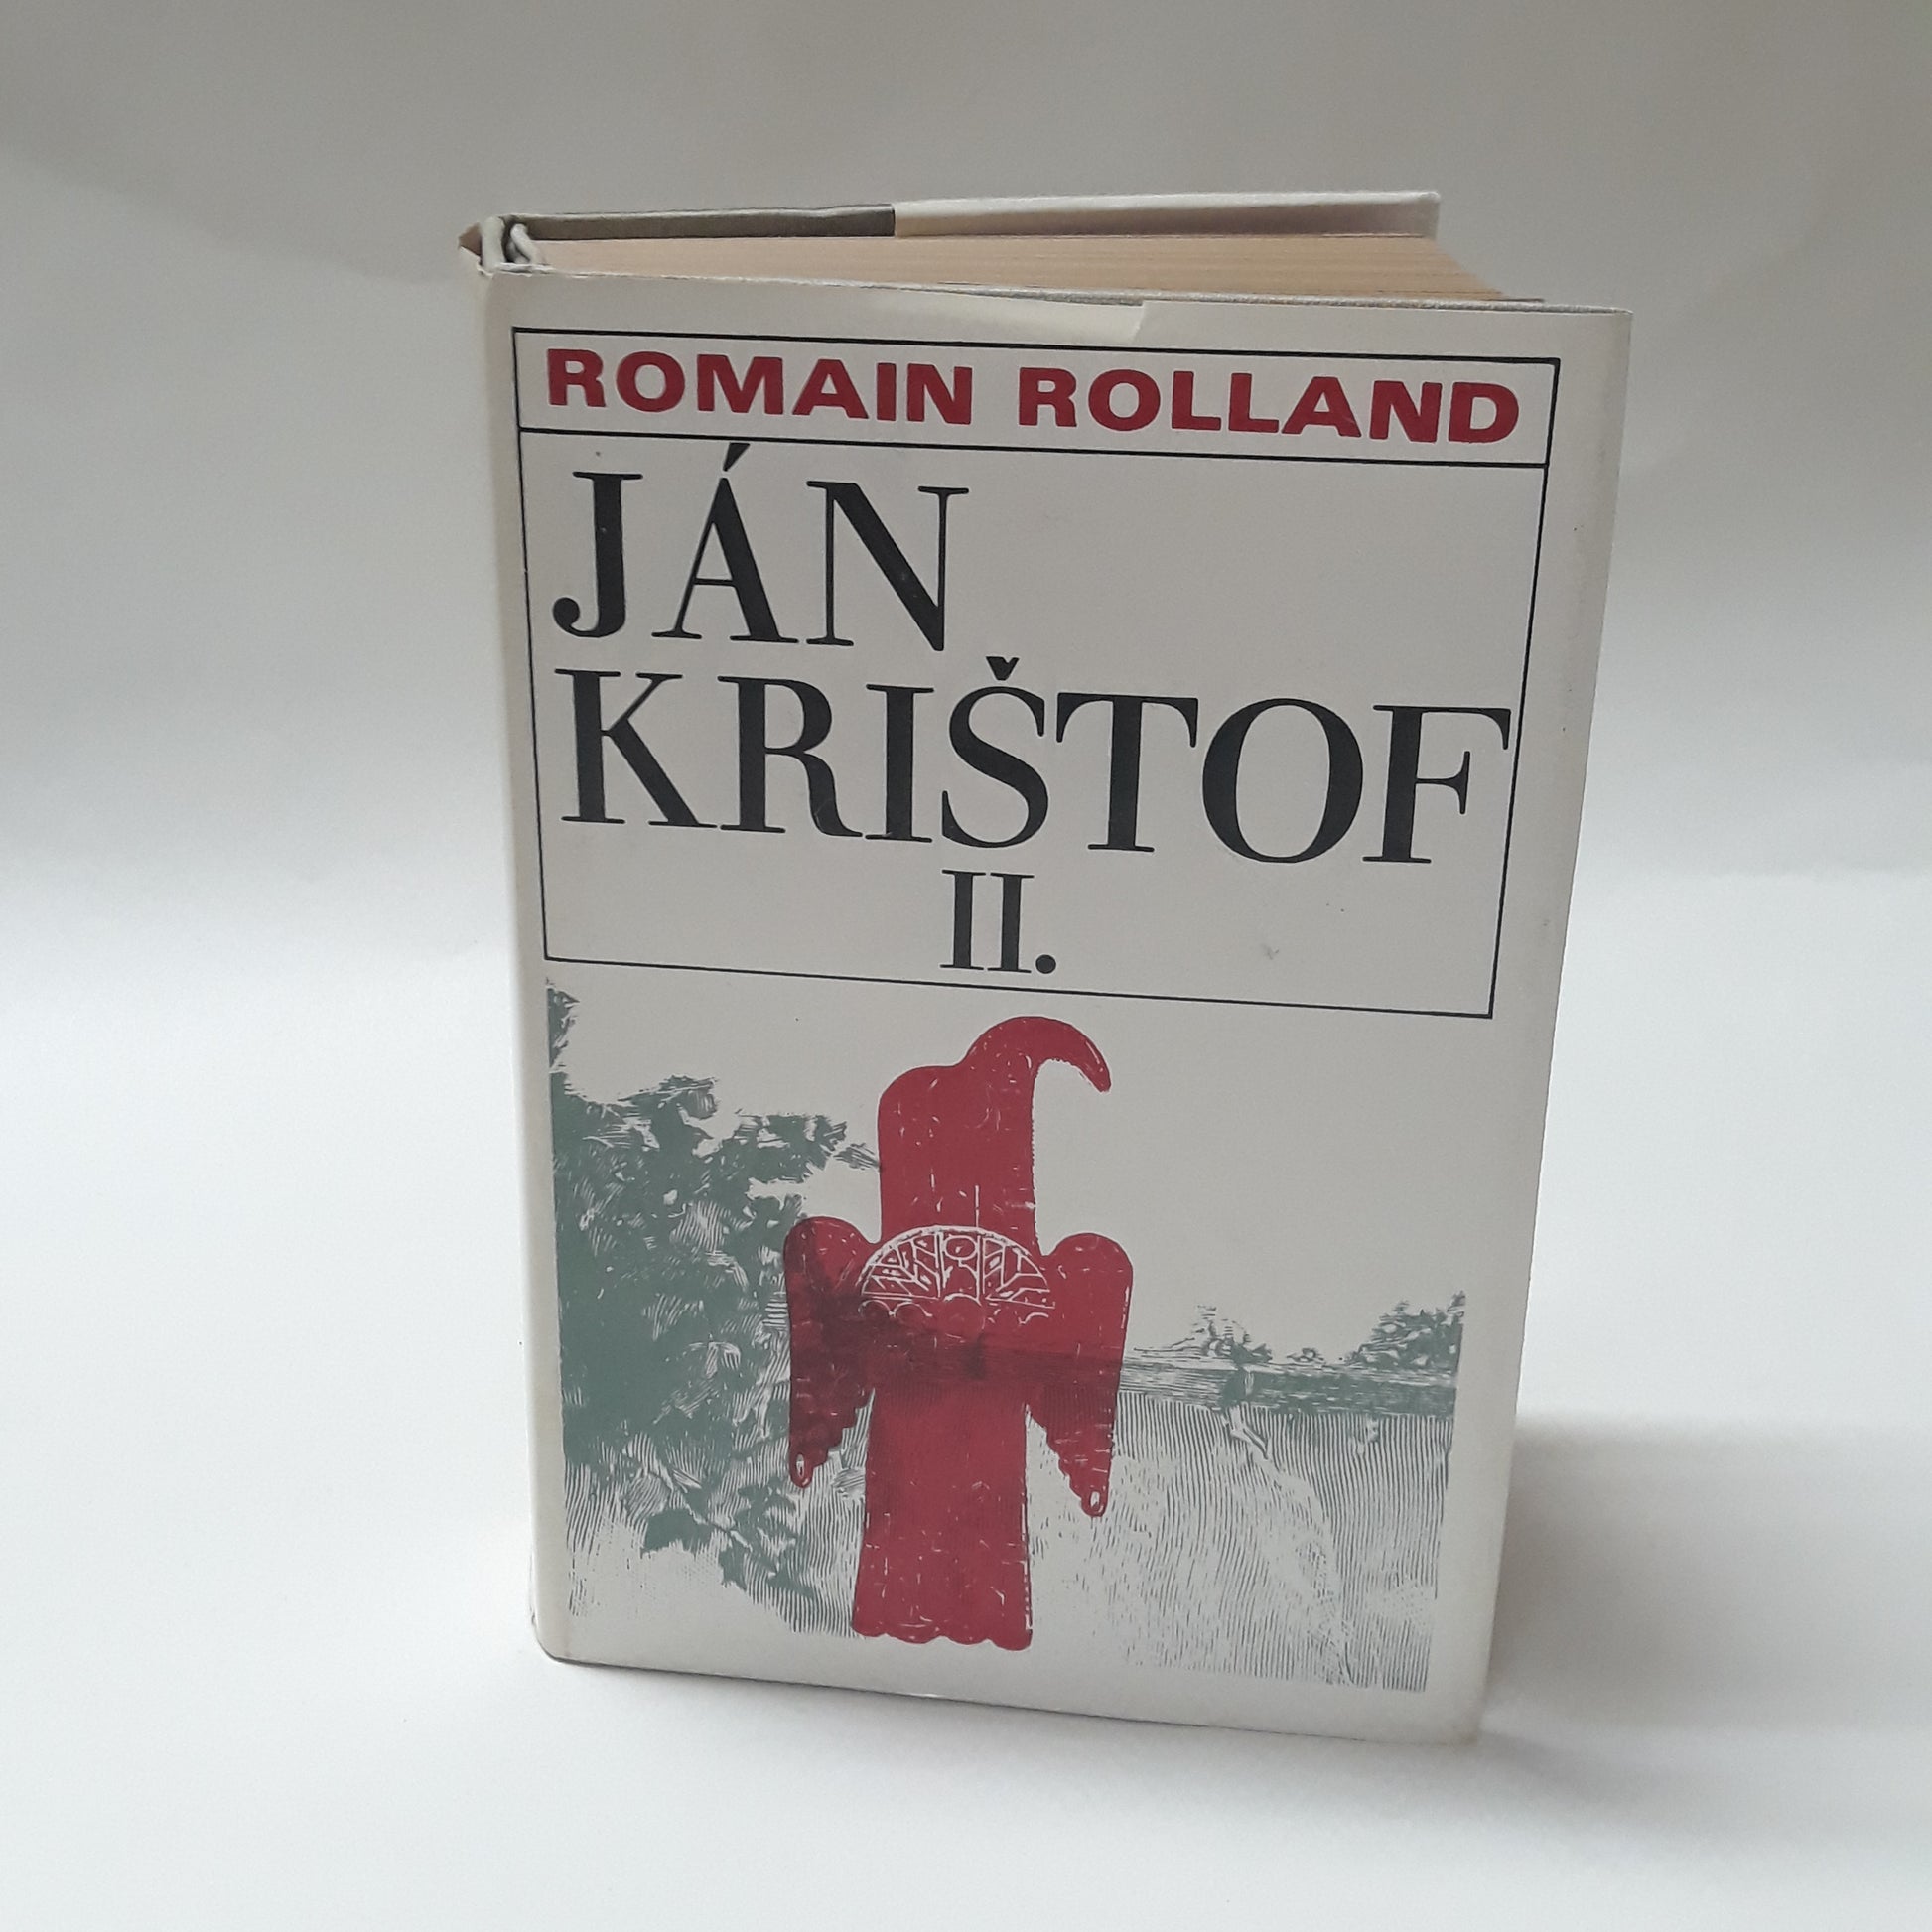 ROMAIN ROLLAND
JÁN
KRIŠTOF
II.